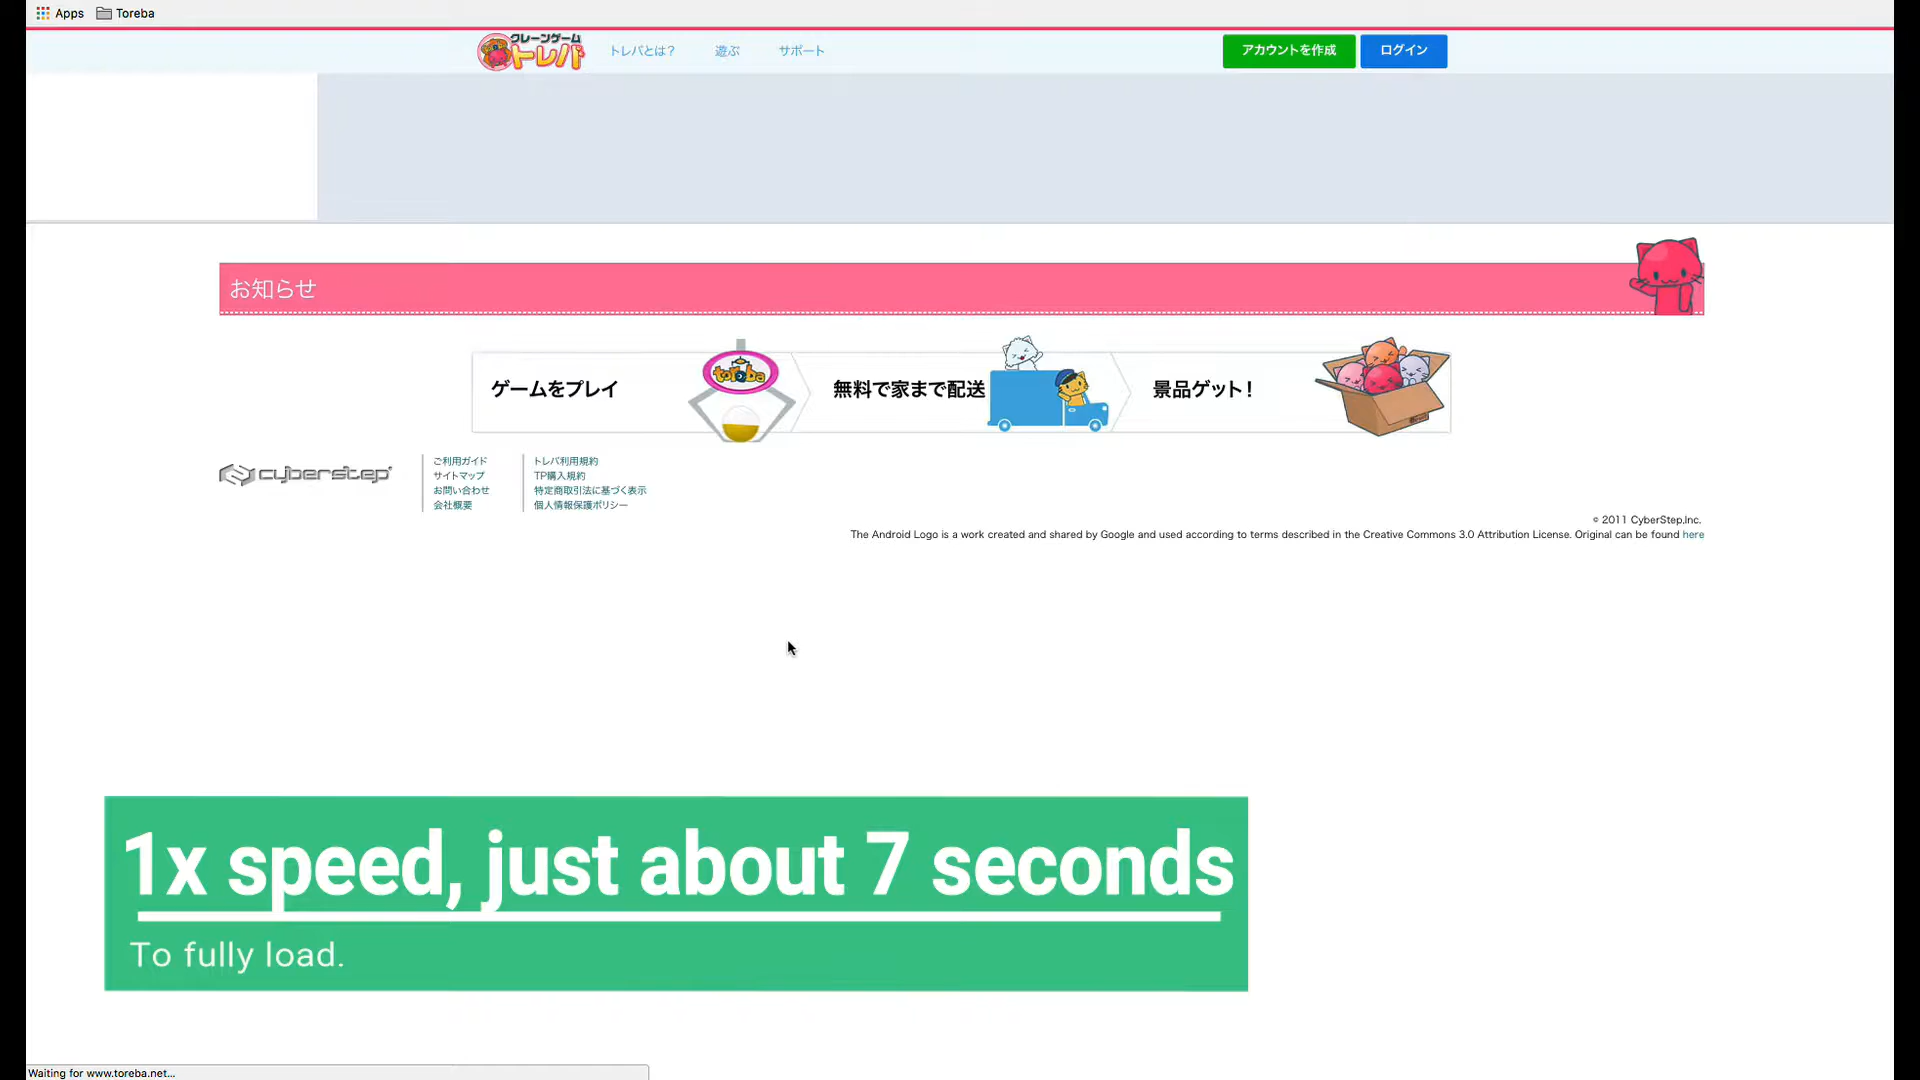 Apps Toreba
クレーンゲーム
トレバ
トレバとは？ 遊ぶ サポート アカウントを作成 ログイン
お知らせ
toreba
ゲームをプレイ 無料で家まで配送 景品ゲット！
cyberstep
ご利用ガイド
サイトマップ
お問い合わせ
会社概要
トレバ利用規約
TP購入規約
特定商取引法に基づく表示
個人情報保護ポリシー
© 2011 CyberStep,Inc.
The Android Logo is a work created and shared by Google and used according to terms described in the Creative Commons 3.0 Attribution License. Original can be found here
1x speed, just about 7 seconds
To fully load.
Waiting for www.toreba.net...